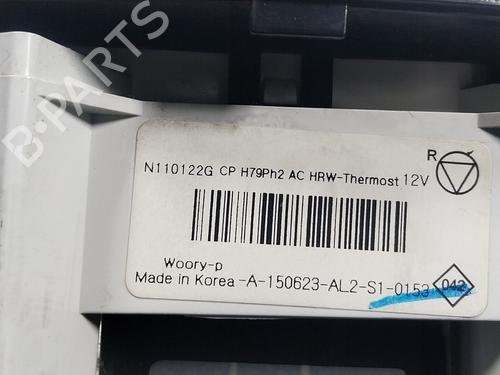 B-PARTS
R
N110122G CP H79Ph2 AC HRW-Thermost 12V
Woory-p
Made in Korea -A-150623-AL2-S1-0153
042